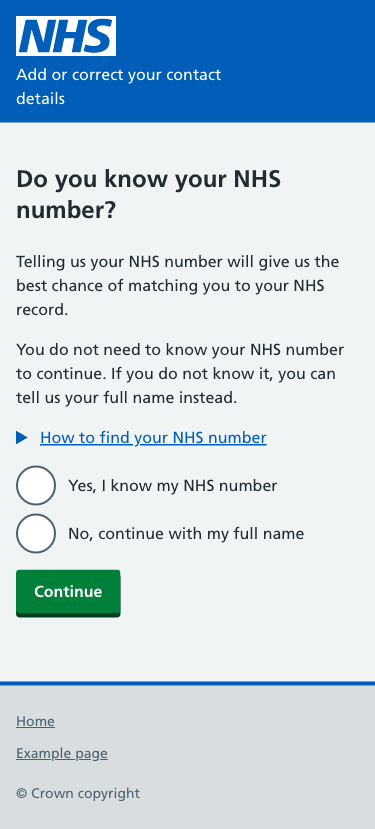 NHS
Add or correct your contact
details
Do you know your NHS
number?
Telling us your NHS number will give us the
best chance of matching you to your NHS
record.
You do not need to know your NHS number
to continue. If you do not know it, you can
tell us your full name instead.
How to find your NHS number
Yes, I know my NHS number
No, continue with my full name
Continue
Home
Example page
© Crown copyright